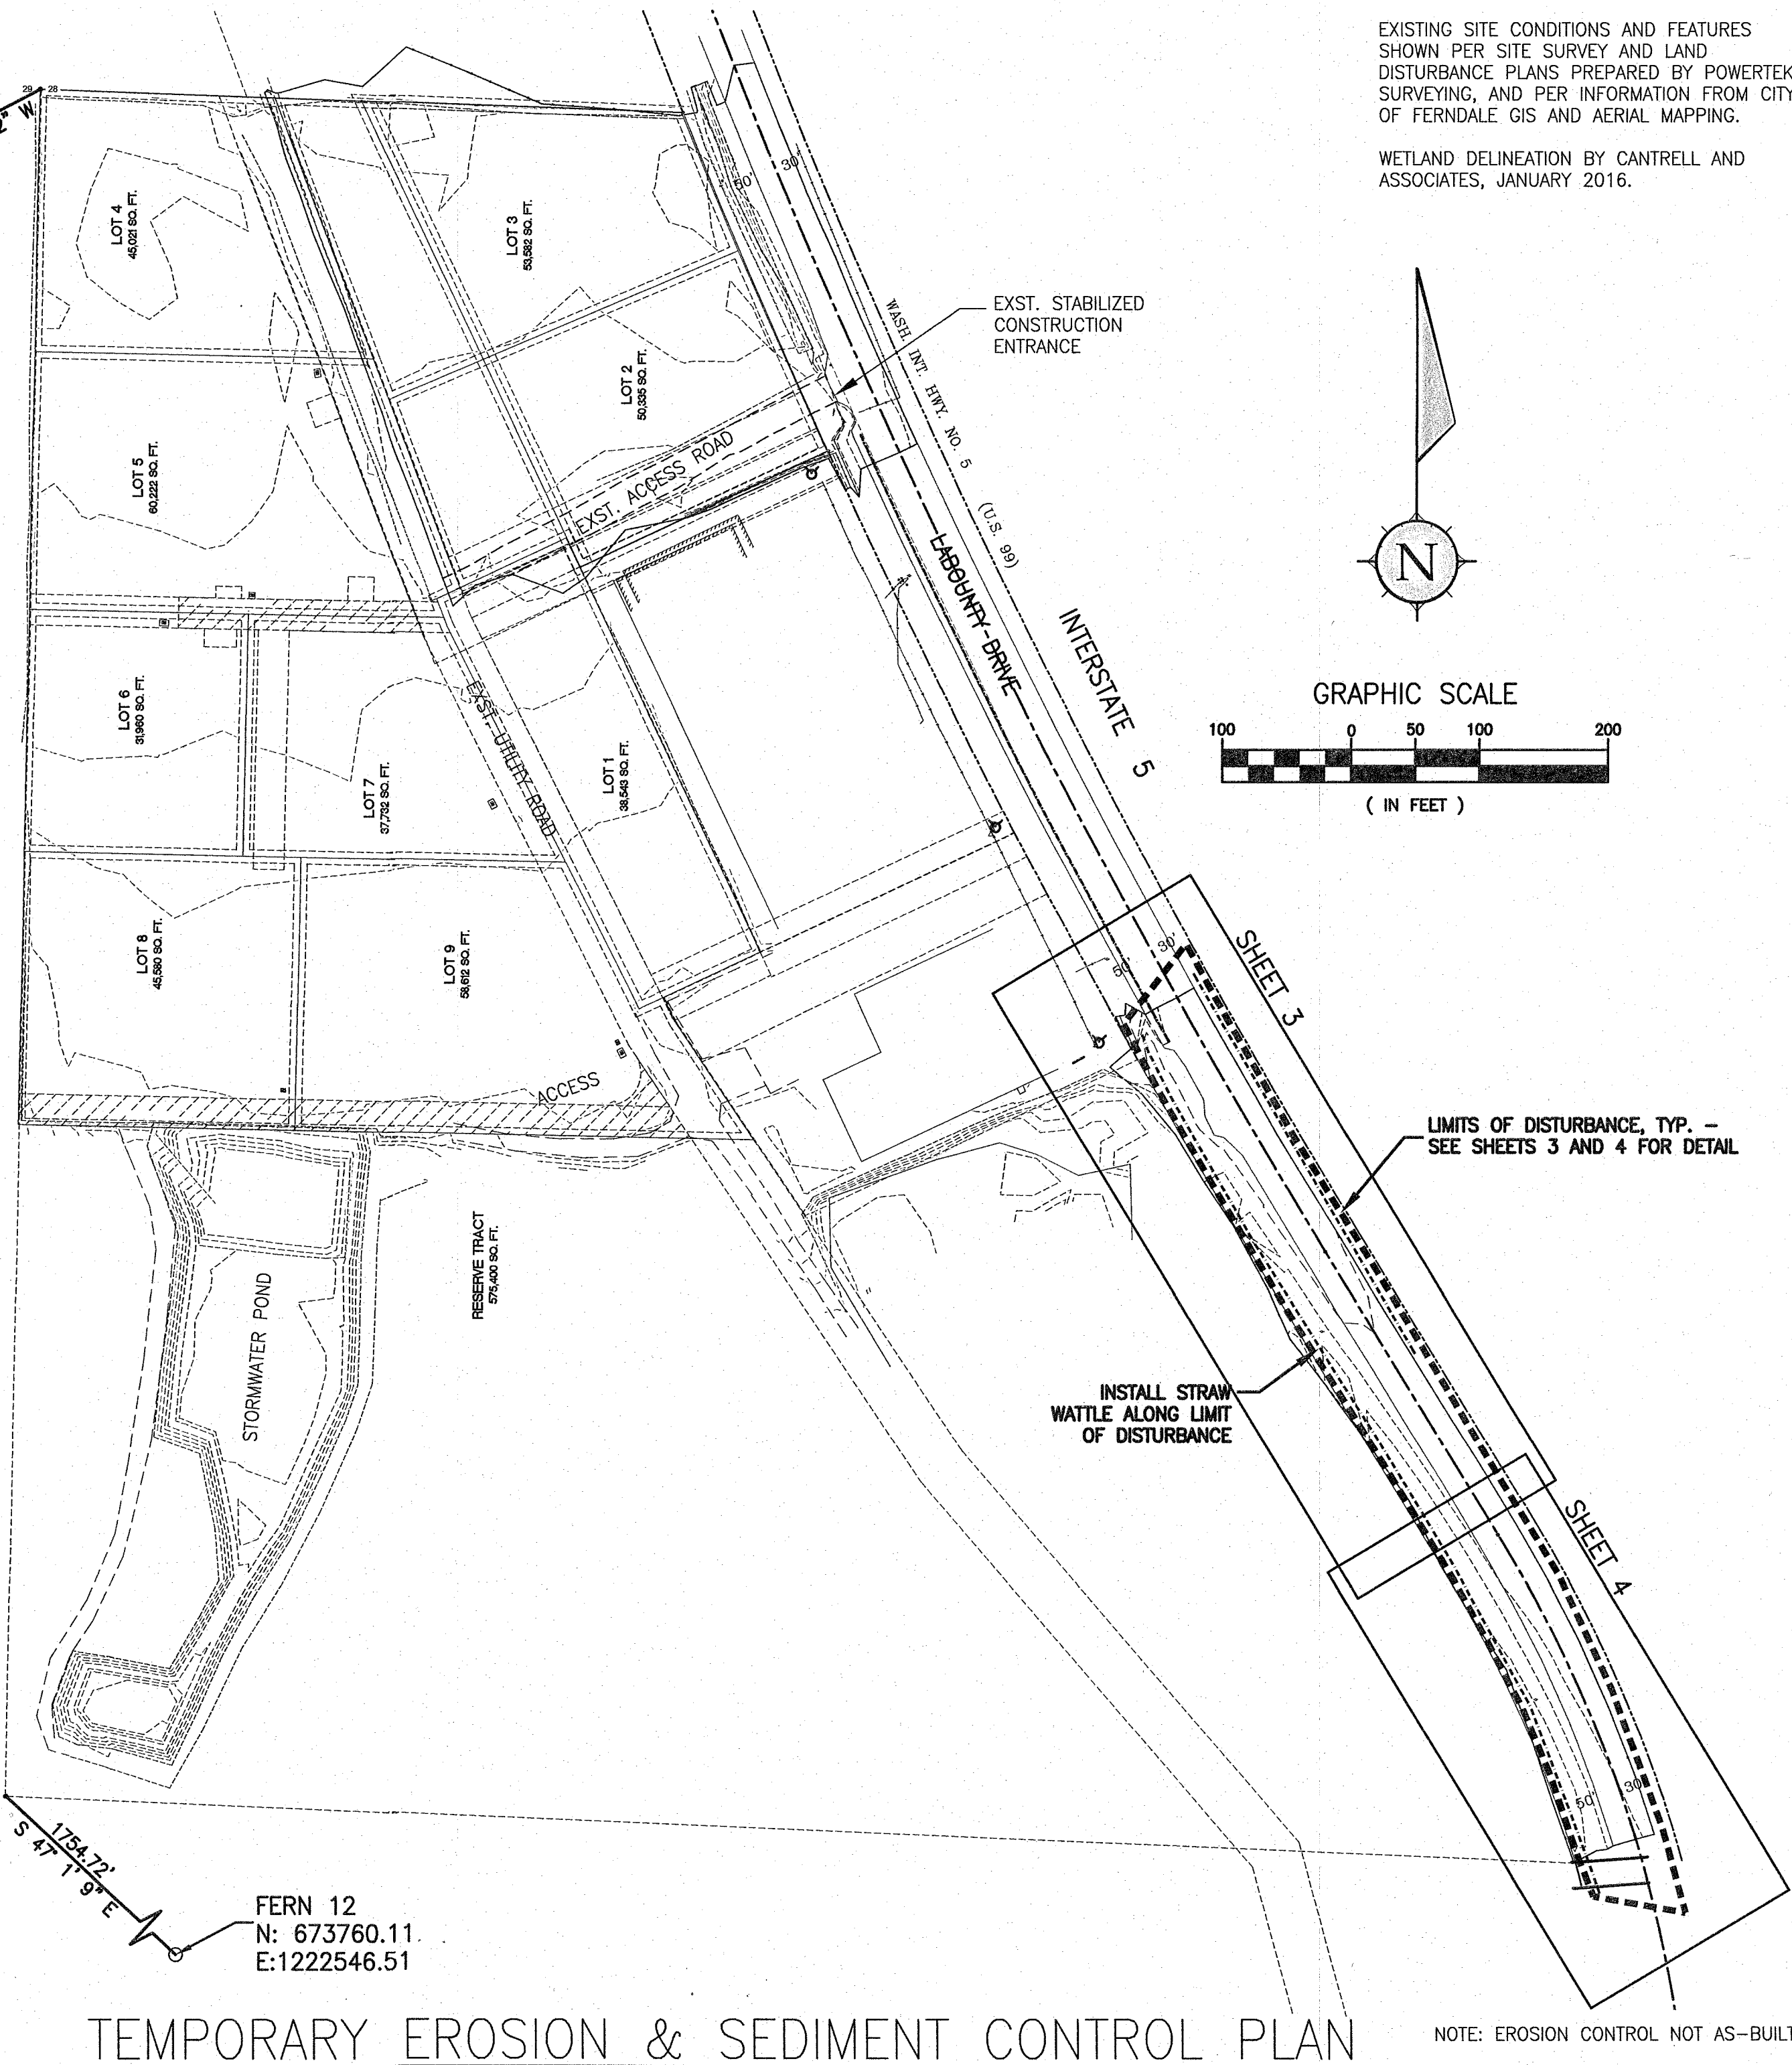 EXISTING SITE CONDITIONS AND FEATURES
SHOWN PER SITE SURVEY AND LAND
DISTURBANCE PLANS PREPARED BY POWERTEK
SURVEYING, AND PER INFORMATION FROM CITY
OF FERNDALE GIS AND AERIAL MAPPING.
WETLAND DELINEATION BY CANTRELL AND
ASSOCIATES, JANUARY 2016.
29 28
2" W
LOT 4
45,021 SQ. FT.
LOT 3
53,582 SQ. FT.
60'
30'
EXST. STABILIZED
CONSTRUCTION
ENTRANCE
WASH. INT. HWY. NO. 5
(U.S. 99)
LOT 2
50,335 SQ. FT.
LOT 5
60,222 SQ. FT.
EXST. ACCESS ROAD
N
LABOUNTY DRIVE
INTERSTATE 5
GRAPHIC SCALE
100 0 50 100 200
( IN FEET )
LOT 6
31,960 SQ. FT.
LOT 7
37,732 SQ. FT.
EXST. UTILITY ROAD
LOT 1
38,543 SQ. FT.
LOT 8
45,580 SQ. FT.
LOT 9
58,612 SQ. FT.
30'
SHEET 3
ACCESS
LIMITS OF DISTURBANCE, TYP. –
SEE SHEETS 3 AND 4 FOR DETAIL
RESERVE TRACT
575,400 SQ. FT.
STORMWATER POND
INSTALL STRAW
WATTLE ALONG LIMIT
OF DISTURBANCE
SHEET 4
50'
30'
1754.72'
S 47° 1' 9" E
FERN 12
N: 673760.11
E:1222546.51
TEMPORARY EROSION & SEDIMENT CONTROL PLAN
NOTE: EROSION CONTROL NOT AS-BUILT